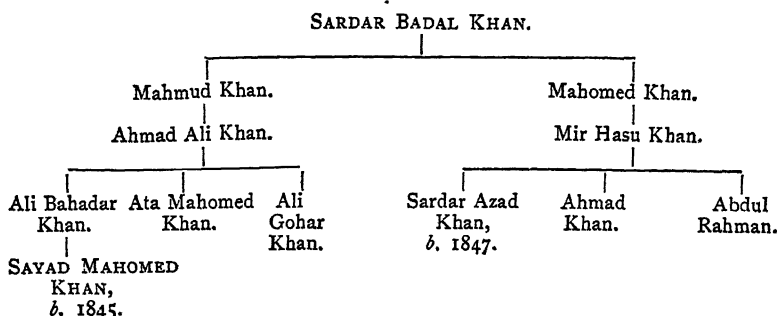 SARDAR BADAL KHAN.
Mahmud Khan. Mahomed Khan.
Ahmad Ali Khan. Mir Hasu Khan.
Ali Bahadar Ata Mahomed Ali Sardar Azad Ahmad Abdul
Khan. Khan. Gohar Khan, Khan. Rahman.
Khan. b. 1847.
SAYAD MAHOMED
KHAN,
b. 1845.